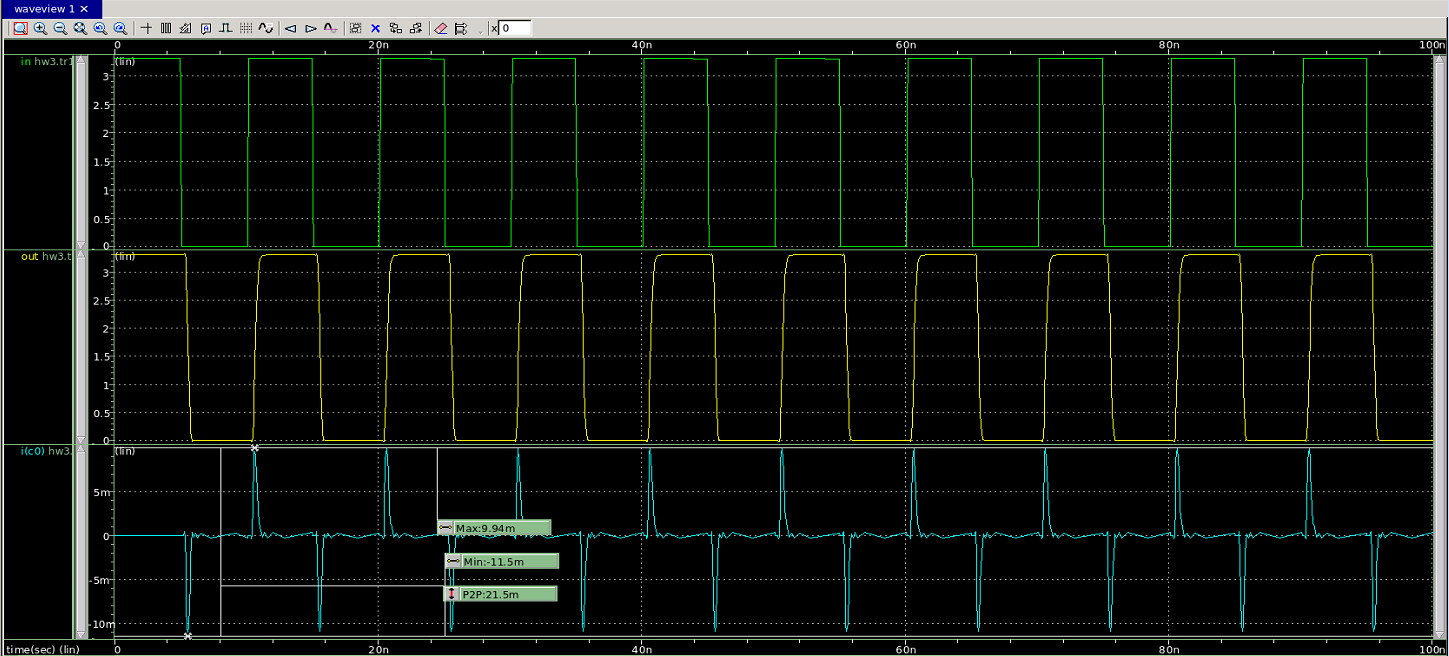 waveview 1 ×
x 0
0 20n 40n 60n 80n 100n
in hw3.tr1 (lin)
3
2.5
2
1.5
1
0.5
0
out hw3.t (lin)
3
2.5
2
1.5
1
0.5
0
i(c0) hw3. (lin)
5m
0
-5m
-10m
Max:9.94m
Min:-11.5m
P2P:21.5m
time(sec) (lin) 0 20n 40n 60n 80n 100n